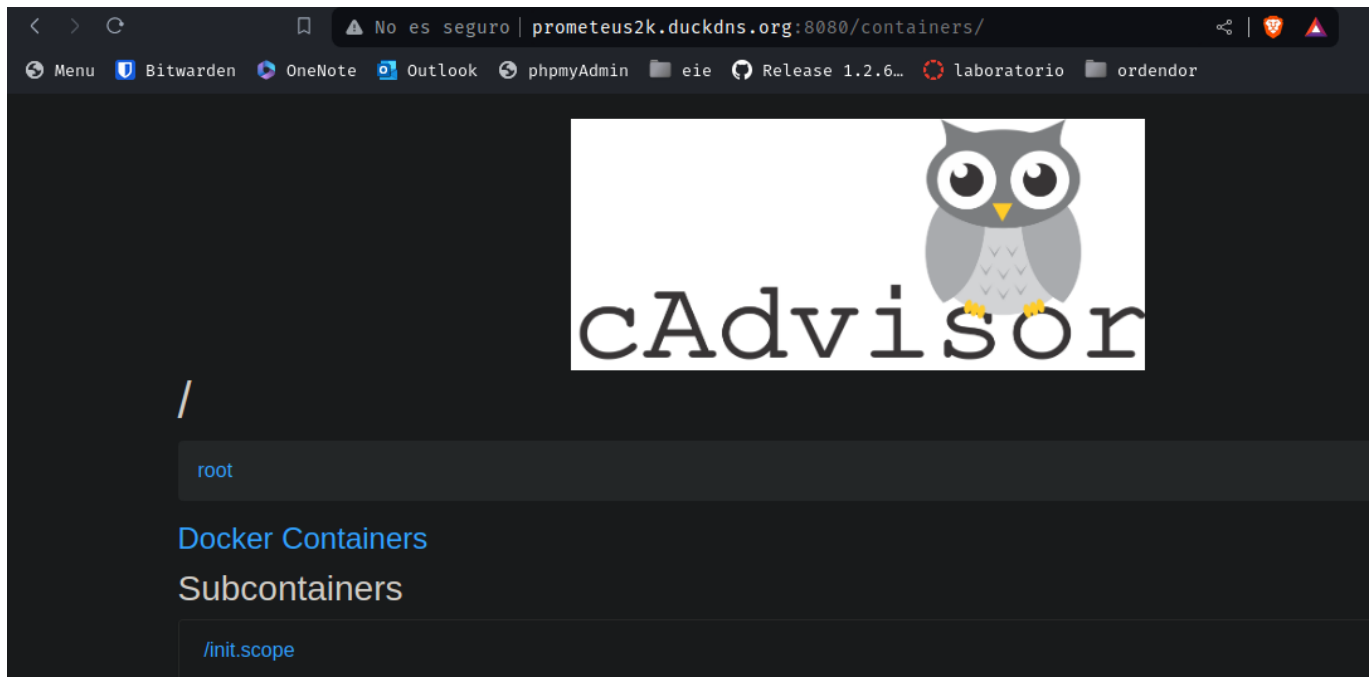 No es seguro | prometeus2k.duckdns.org:8080/containers/
Menu Bitwarden OneNote Outlook phpmyAdmin eie Release 1.2.6… laboratorio ordendor
cAdvisor
/
root
Docker Containers
Subcontainers
/init.scope